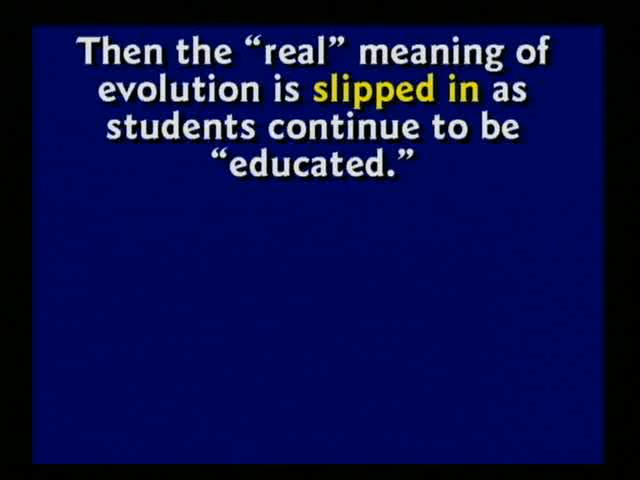 Then the “real” meaning of
evolution is slipped in as
students continue to be
“educated.”